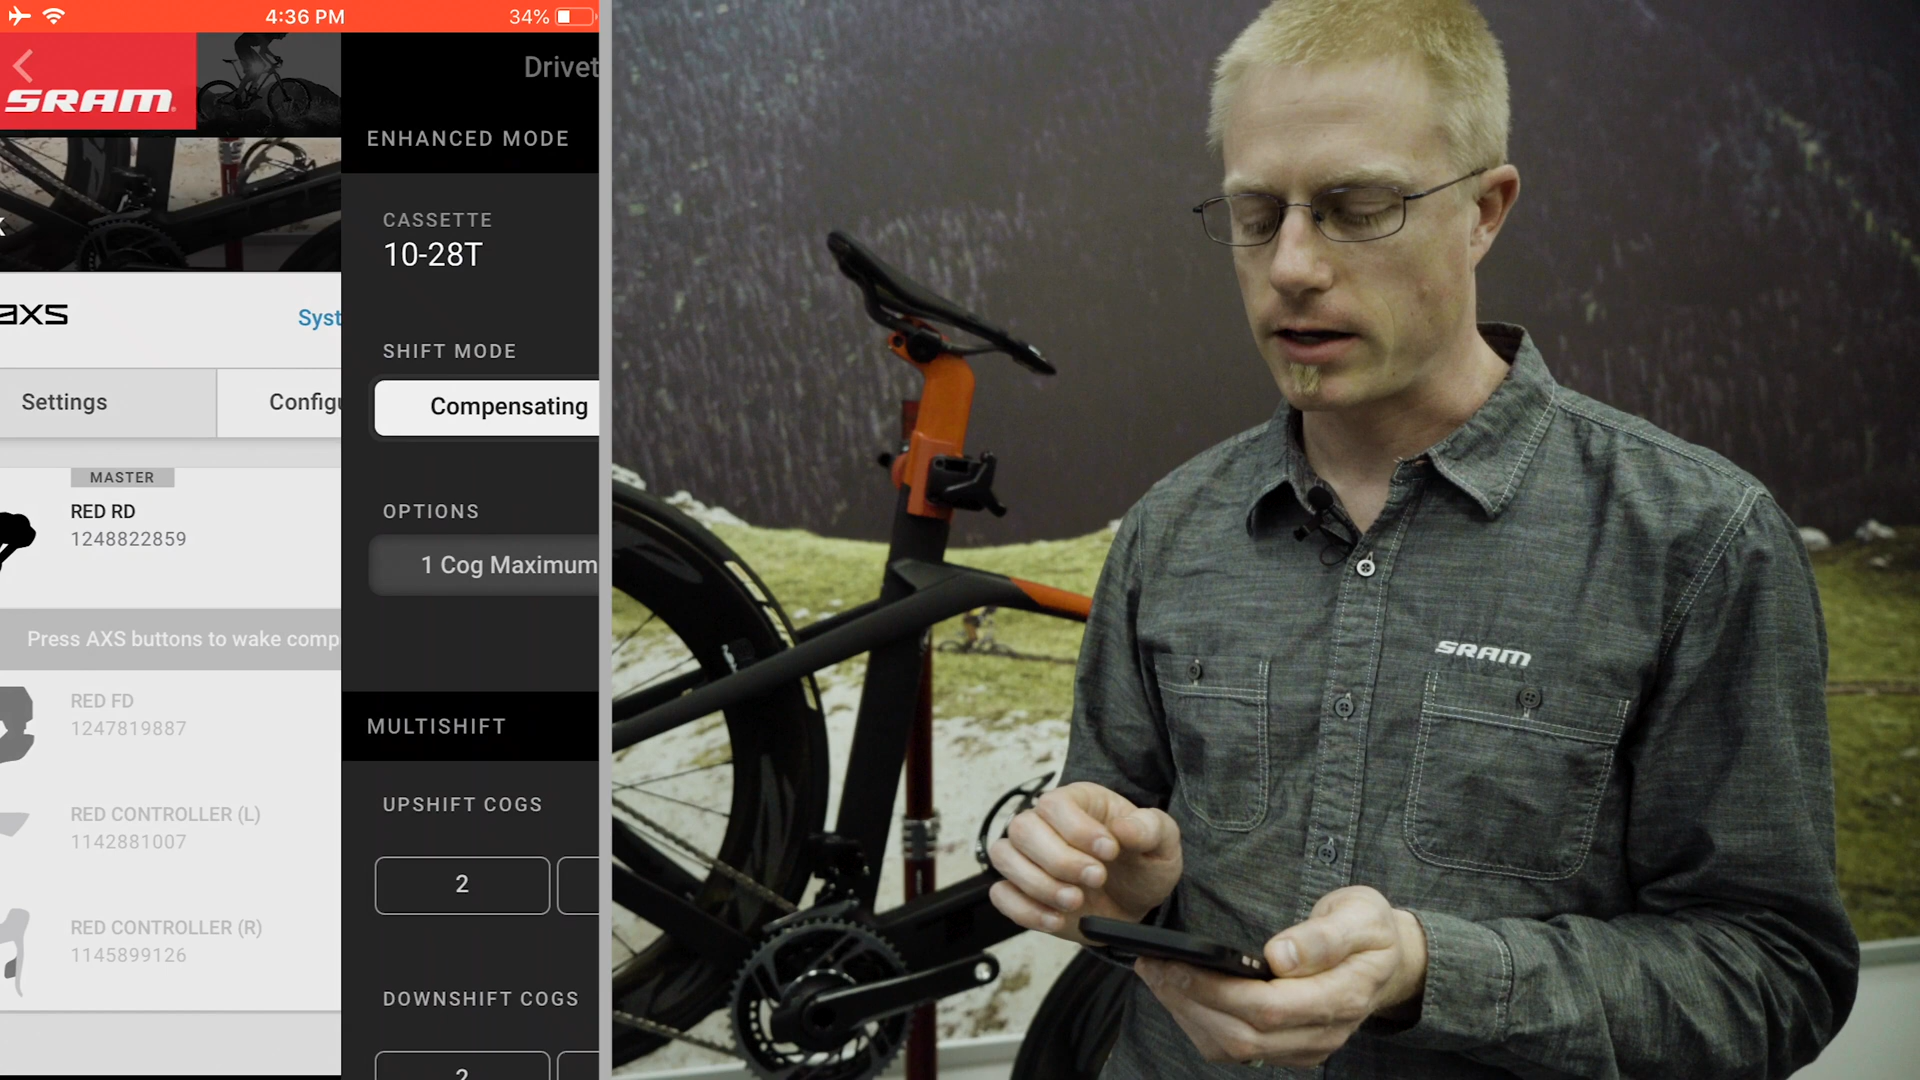 4:36 PM
34%
SRAM
axs
Syst
Settings
Configu
MASTER
RED RD
1248822859
Press AXS buttons to wake comp
RED FD
1247819887
RED CONTROLLER (L)
1142881007
RED CONTROLLER (R)
1145899126
Drivet
ENHANCED MODE
CASSETTE
10-28T
SHIFT MODE
Compensating
OPTIONS
1 Cog Maximum
MULTISHIFT
UPSHIFT COGS
2
DOWNSHIFT COGS
2
SRAM